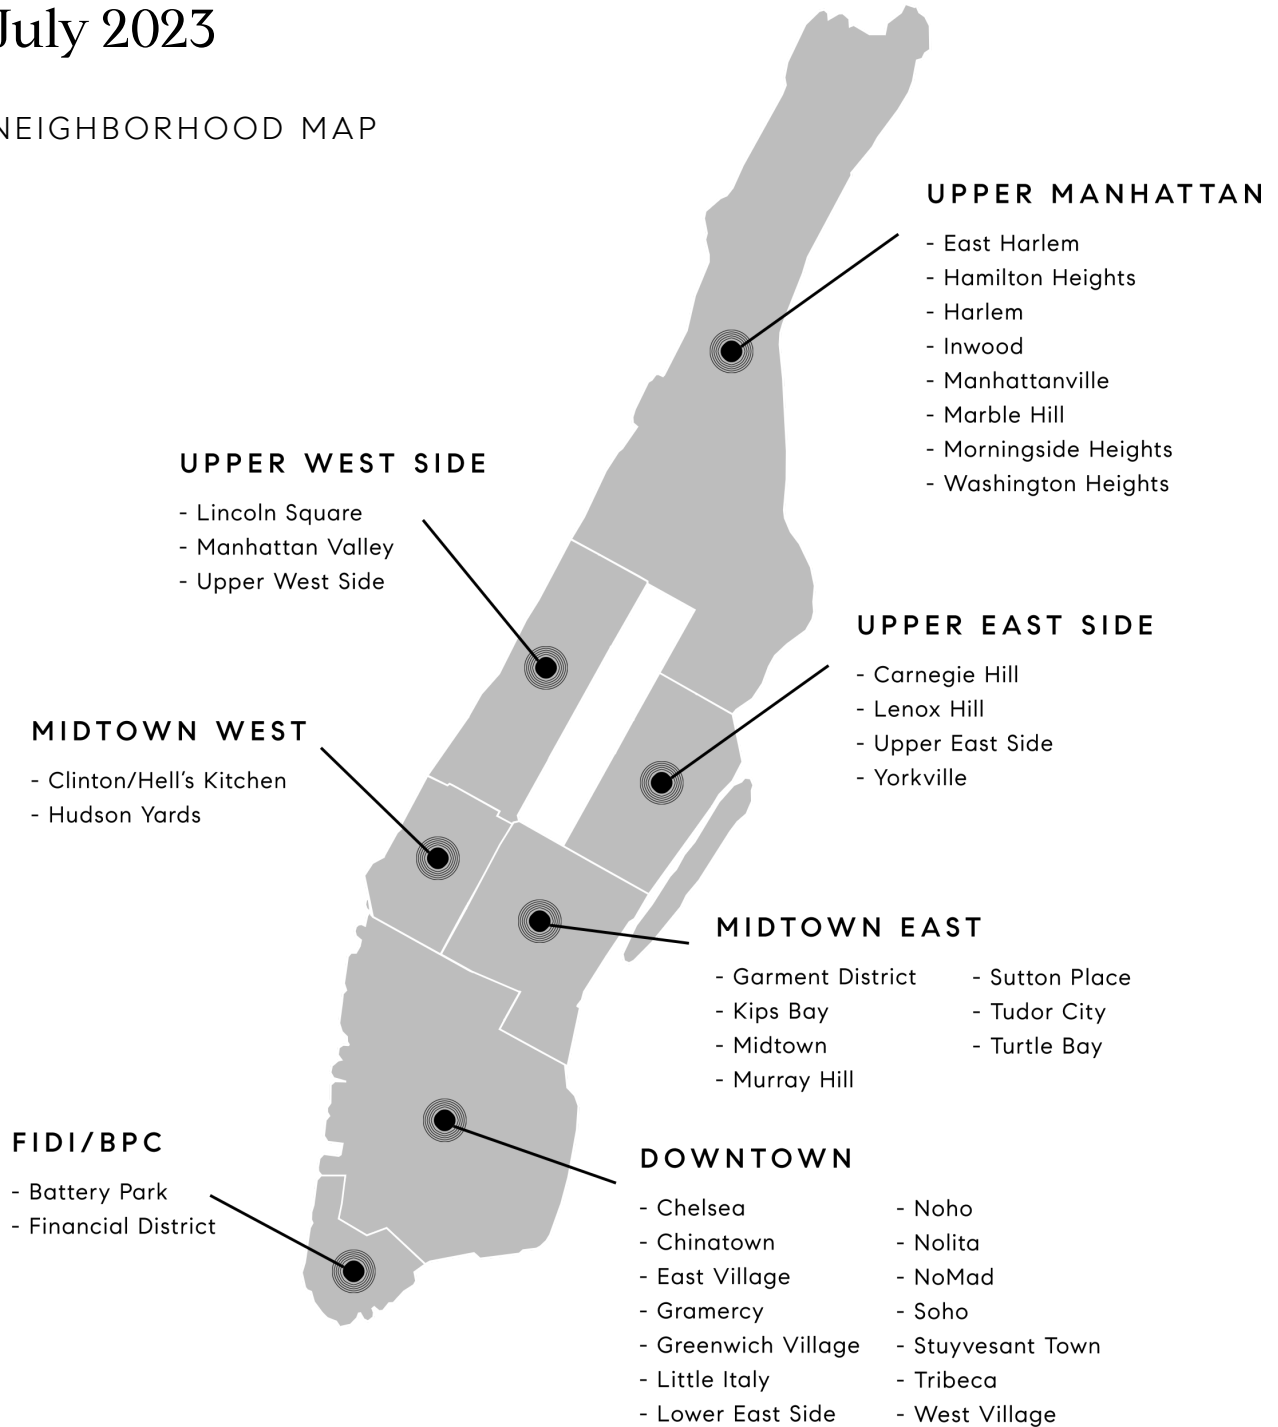 July 2023
NEIGHBORHOOD MAP
UPPER MANHATTAN
- East Harlem
- Hamilton Heights
- Harlem
- Inwood
- Manhattanville
- Marble Hill
- Morningside Heights
- Washington Heights
UPPER WEST SIDE
- Lincoln Square
- Manhattan Valley
- Upper West Side
UPPER EAST SIDE
- Carnegie Hill
- Lenox Hill
- Upper East Side
- Yorkville
MIDTOWN WEST
- Clinton/Hell’s Kitchen
- Hudson Yards
MIDTOWN EAST
- Garment District
- Kips Bay
- Midtown
- Murray Hill
- Sutton Place
- Tudor City
- Turtle Bay
FIDI/BPC
- Battery Park
- Financial District
DOWNTOWN
- Chelsea
- Chinatown
- East Village
- Gramercy
- Greenwich Village
- Little Italy
- Lower East Side
- Noho
- Nolita
- NoMad
- Soho
- Stuyvesant Town
- Tribeca
- West Village